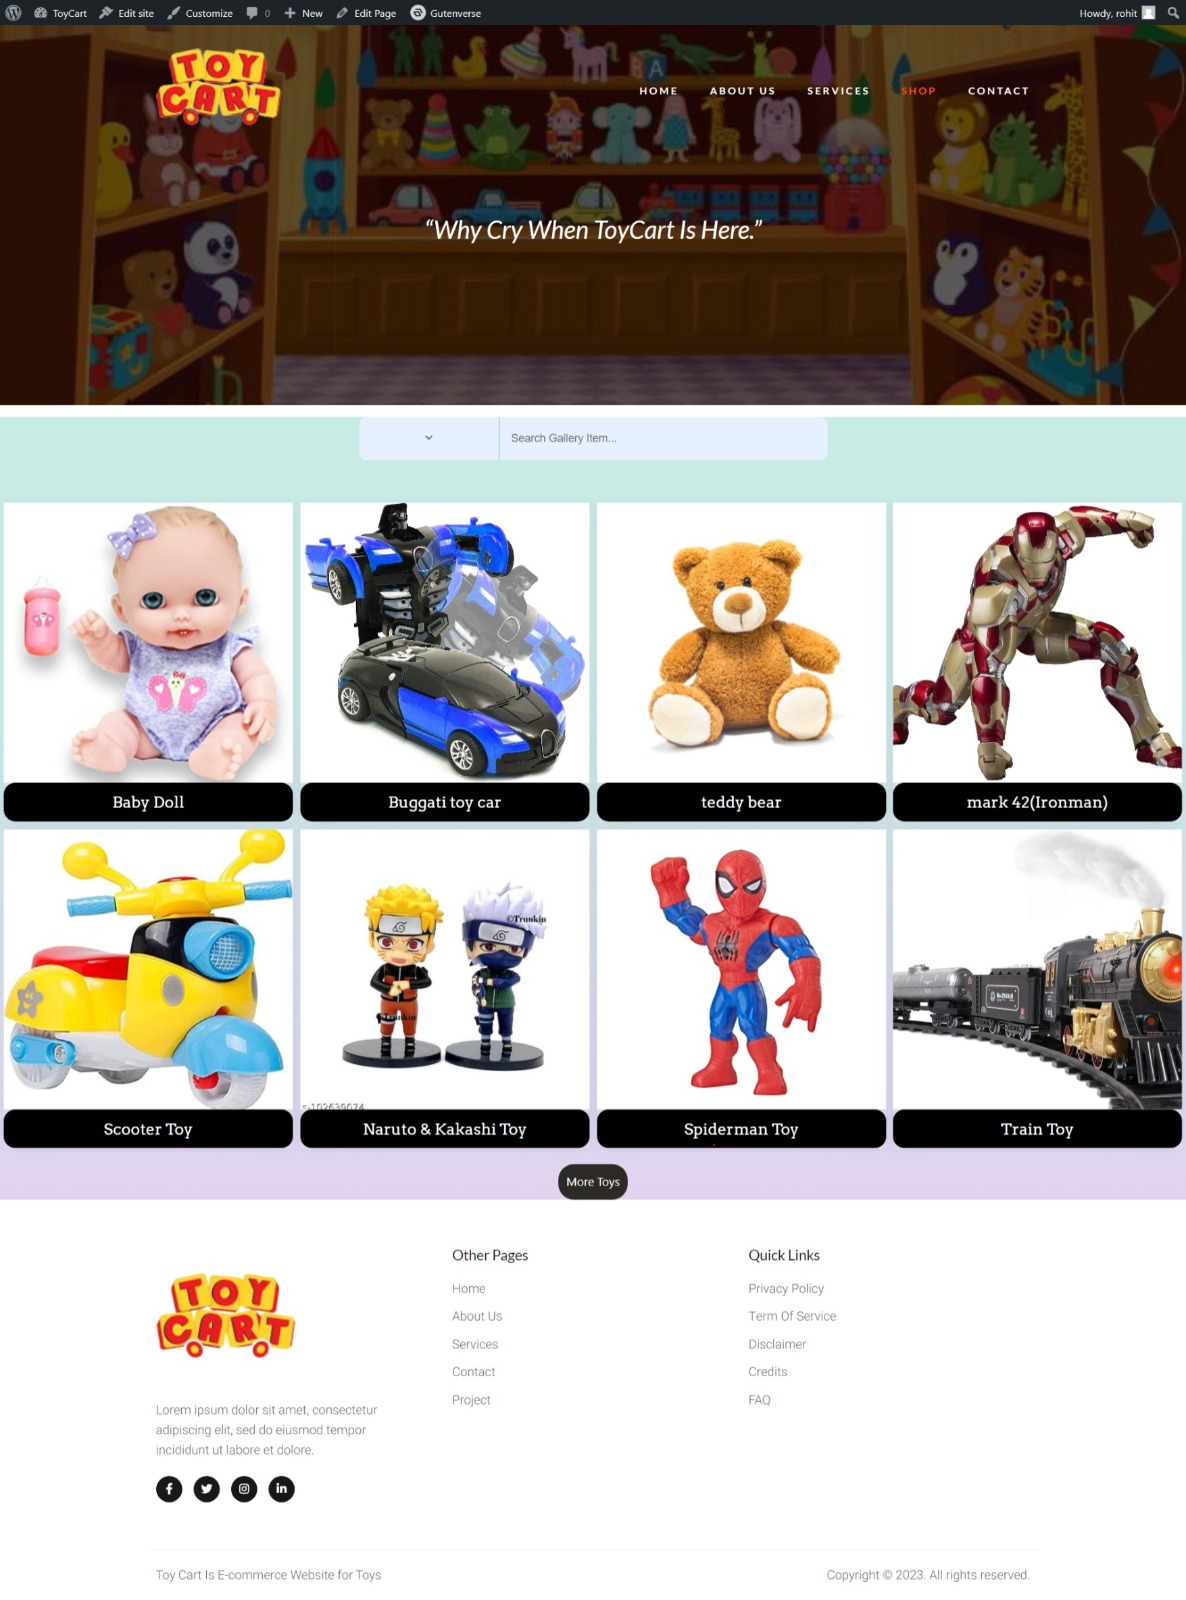 ToyCart Edit site Customize 0 New Edit Page Gutenverse Howdy, rohit
TOY
CART
HOME ABOUT US SERVICES SHOP CONTACT
A
“Why Cry When ToyCart Is Here.”
Search Gallery Item...
Baby Doll
Buggati toy car
teddy bear
mark 42(Ironman)
©Trunkin
Trunkin
s-102639074
Scooter Toy
Naruto & Kakashi Toy
Spiderman Toy
Train Toy
More Toys
TOY
CART
Lorem ipsum dolor sit amet, consectetur
adipiscing elit, sed do eiusmod tempor
incididunt ut labore et dolore.
Other Pages
Home
About Us
Services
Contact
Project
Quick Links
Privacy Policy
Term Of Service
Disclaimer
Credits
FAQ
Toy Cart Is E-commerce Website for Toys
Copyright © 2023. All rights reserved.